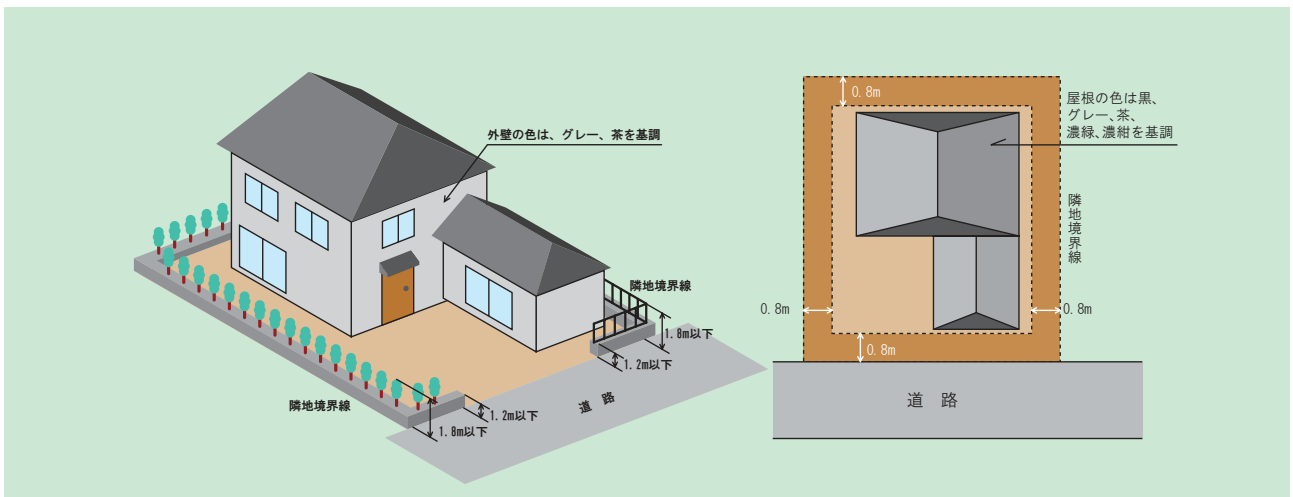 外壁の色は、グレー、茶を基調
隣地境界線
1.8m以下
1.2m以下
道 路
隣地境界線
1.2m以下
1.8m以下
0.8m
屋根の色は黒、
グレー、茶、
濃緑、濃紺を基調
隣地境界線
0.8m
0.8m
0.8m
道 路